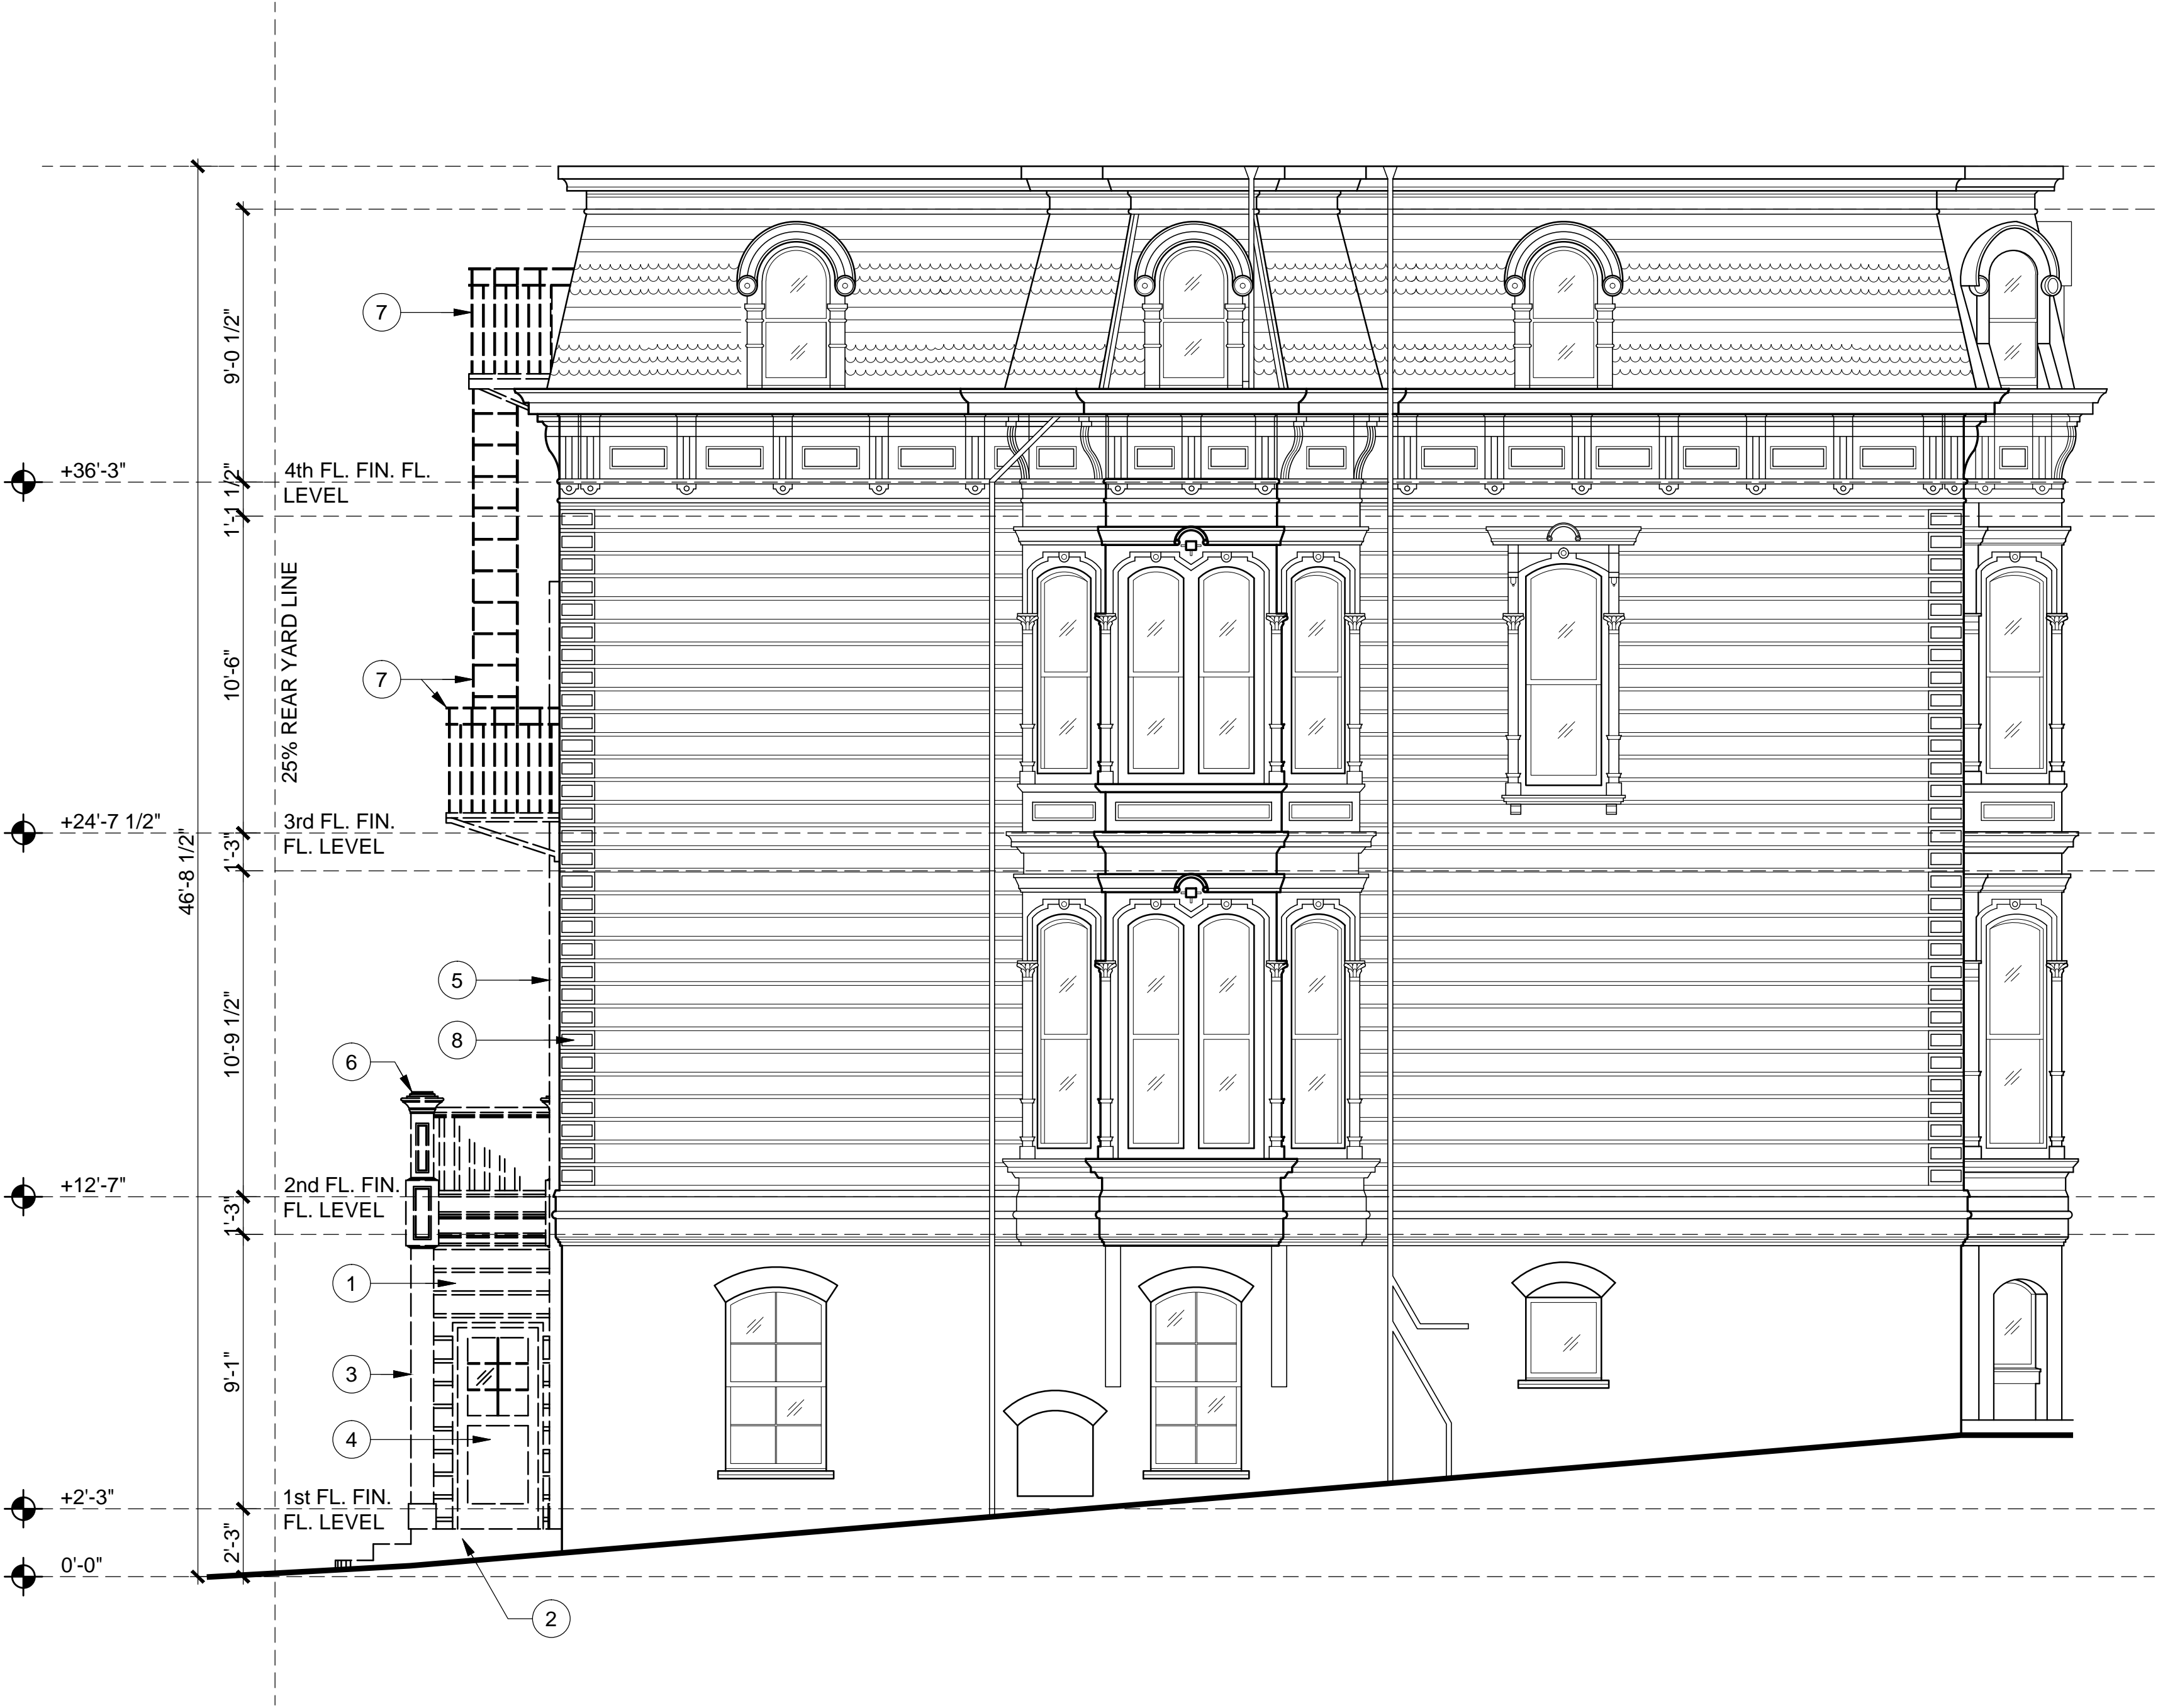 7
9'-0 1/2"
+36'-3"
4th FL. FIN. FL.
LEVEL
1'-1 1/2"
25% REAR YARD LINE
10'-6"
7
+24'-7 1/2"
3rd FL. FIN.
FL. LEVEL
1'-3"
46'-8 1/2"
5
10'-9 1/2"
8
6
+12'-7"
2nd FL. FIN.
FL. LEVEL
1'-3"
1
9'-1"
3
4
+2'-3"
1st FL. FIN.
FL. LEVEL
2'-3"
0'-0"
2